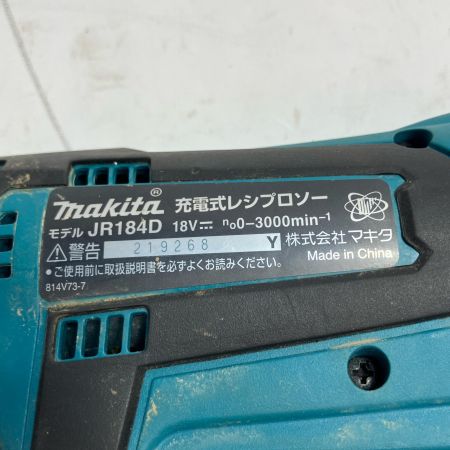 makita® 充電式レシプロソー
モデル JR184D 18V⎓ n₀0-3000min⁻¹
⚠警告 219268 Y 株式会社マキタ
•ご使用前に取扱説明書を必ずよくお読みください。 Made in China
814V73-7